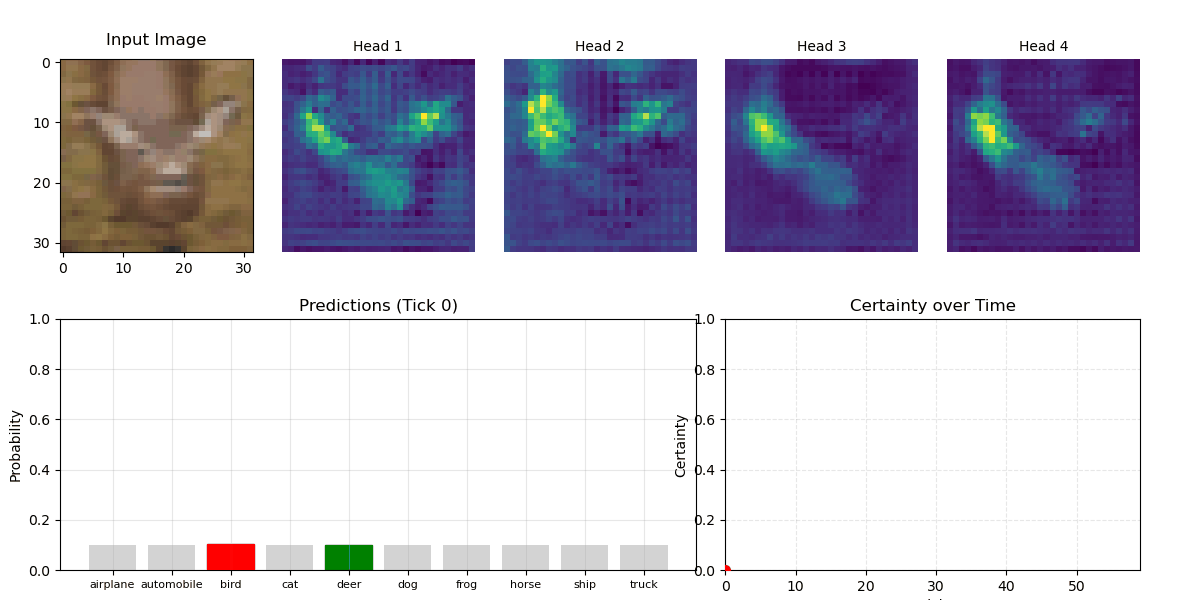 Input Image
Head 1
Head 2
Head 3
Head 4
0
10
20
30
0
10
20
30
Predictions (Tick 0)
Certainty over Time
Probability
1.0
0.8
0.6
0.4
0.2
0.0
airplane
automobile
bird
cat
deer
dog
frog
horse
ship
truck
Certainty
1.0
0.8
0.6
0.4
0.2
0.0
0
10
20
30
40
50